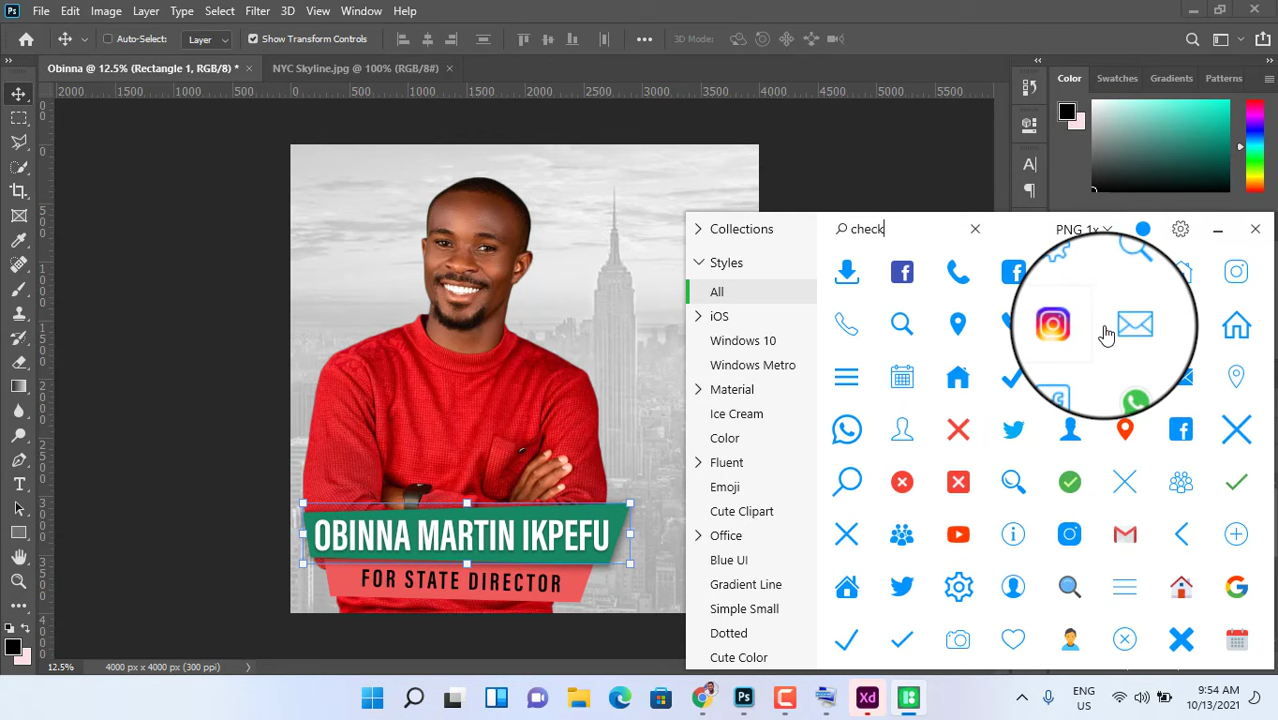 Ps File Edit Image Layer Type Select Filter 3D View Window Help
Auto-Select: Layer Show Transform Controls 3D Mode:
Obinna @ 12.5% (Rectangle 1, RGB/8) * NYC Skyline.jpg @ 100% (RGB/8#)
Color Swatches Gradients Patterns
2000 1500 1000 500 0 500 1000 1500 2000 2500 3000 3500 4000 4500 5000 5500
Collections
check
PNG 1x
Styles
All
iOS
Windows 10
Windows Metro
Material
Ice Cream
Color
Fluent
Emoji
Cute Clipart
Office
Blue UI
Gradient Line
Simple Small
Dotted
Cute Color
OBINNA MARTIN IKPEFU
FOR STATE DIRECTOR
12.5% 4000 px x 4000 px (300 ppi)
Ps Xd
ENG
UC
9:54 AM
10/13/2021